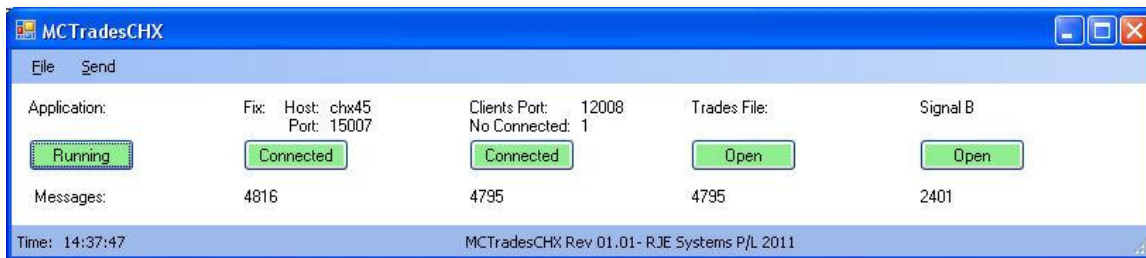 MCTradesCHX
File Send
Application: Fix: Host: chx45 Clients Port: 12008 Trades File: Signal B
Port: 15007 No Connected: 1
Running Connected Connected Open Open
Messages: 4816 4795 4795 2401
Time: 14:37:47 MCTradesCHX Rev 01.01- RJE Systems P/L 2011